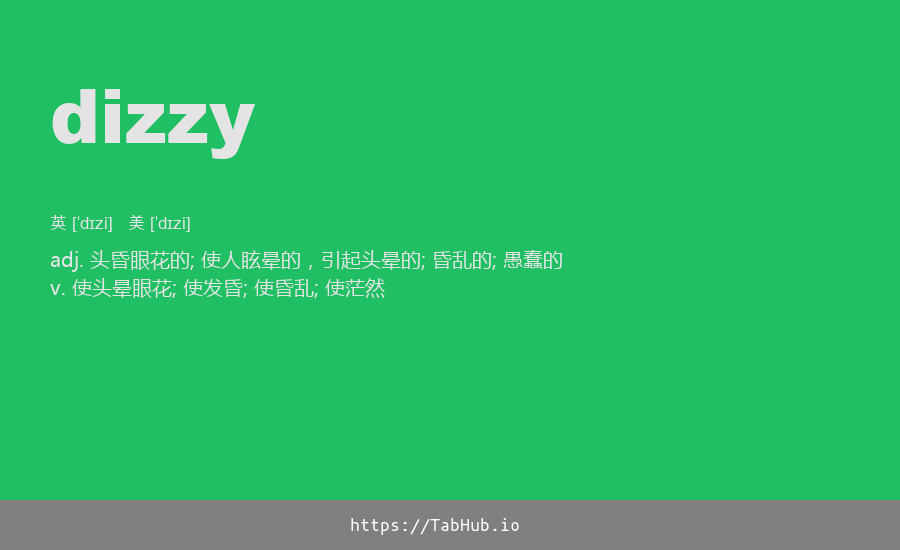 dizzy
英 ['dɪzi] 美 ['dɪzi]
adj. 头昏眼花的; 使人眩晕的，引起头晕的; 昏乱的; 愚蠢的
v. 使头晕眼花; 使发昏; 使昏乱; 使茫然
https://TabHub.io